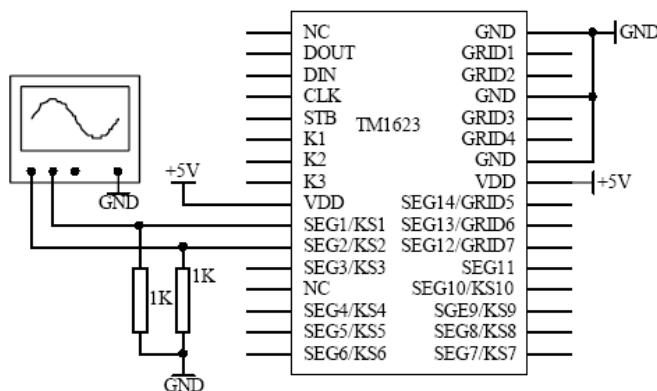 NC
DOUT
DIN
CLK
STB
K1
K2
K3
VDD
SEG1/KS1
SEG2/KS2
SEG3/KS3
NC
SEG4/KS4
SEG5/KS5
SEG6/KS6
TM1623
GND
GRID1
GRID2
GND
GRID3
GRID4
GND
VDD
SEG14/GRID5
SEG13/GRID6
SEG12/GRID7
SEG11
SEG10/KS10
SGE9/KS9
SEG8/KS8
SEG7/KS7
GND
+5V
+5V
GND
1K
1K
GND